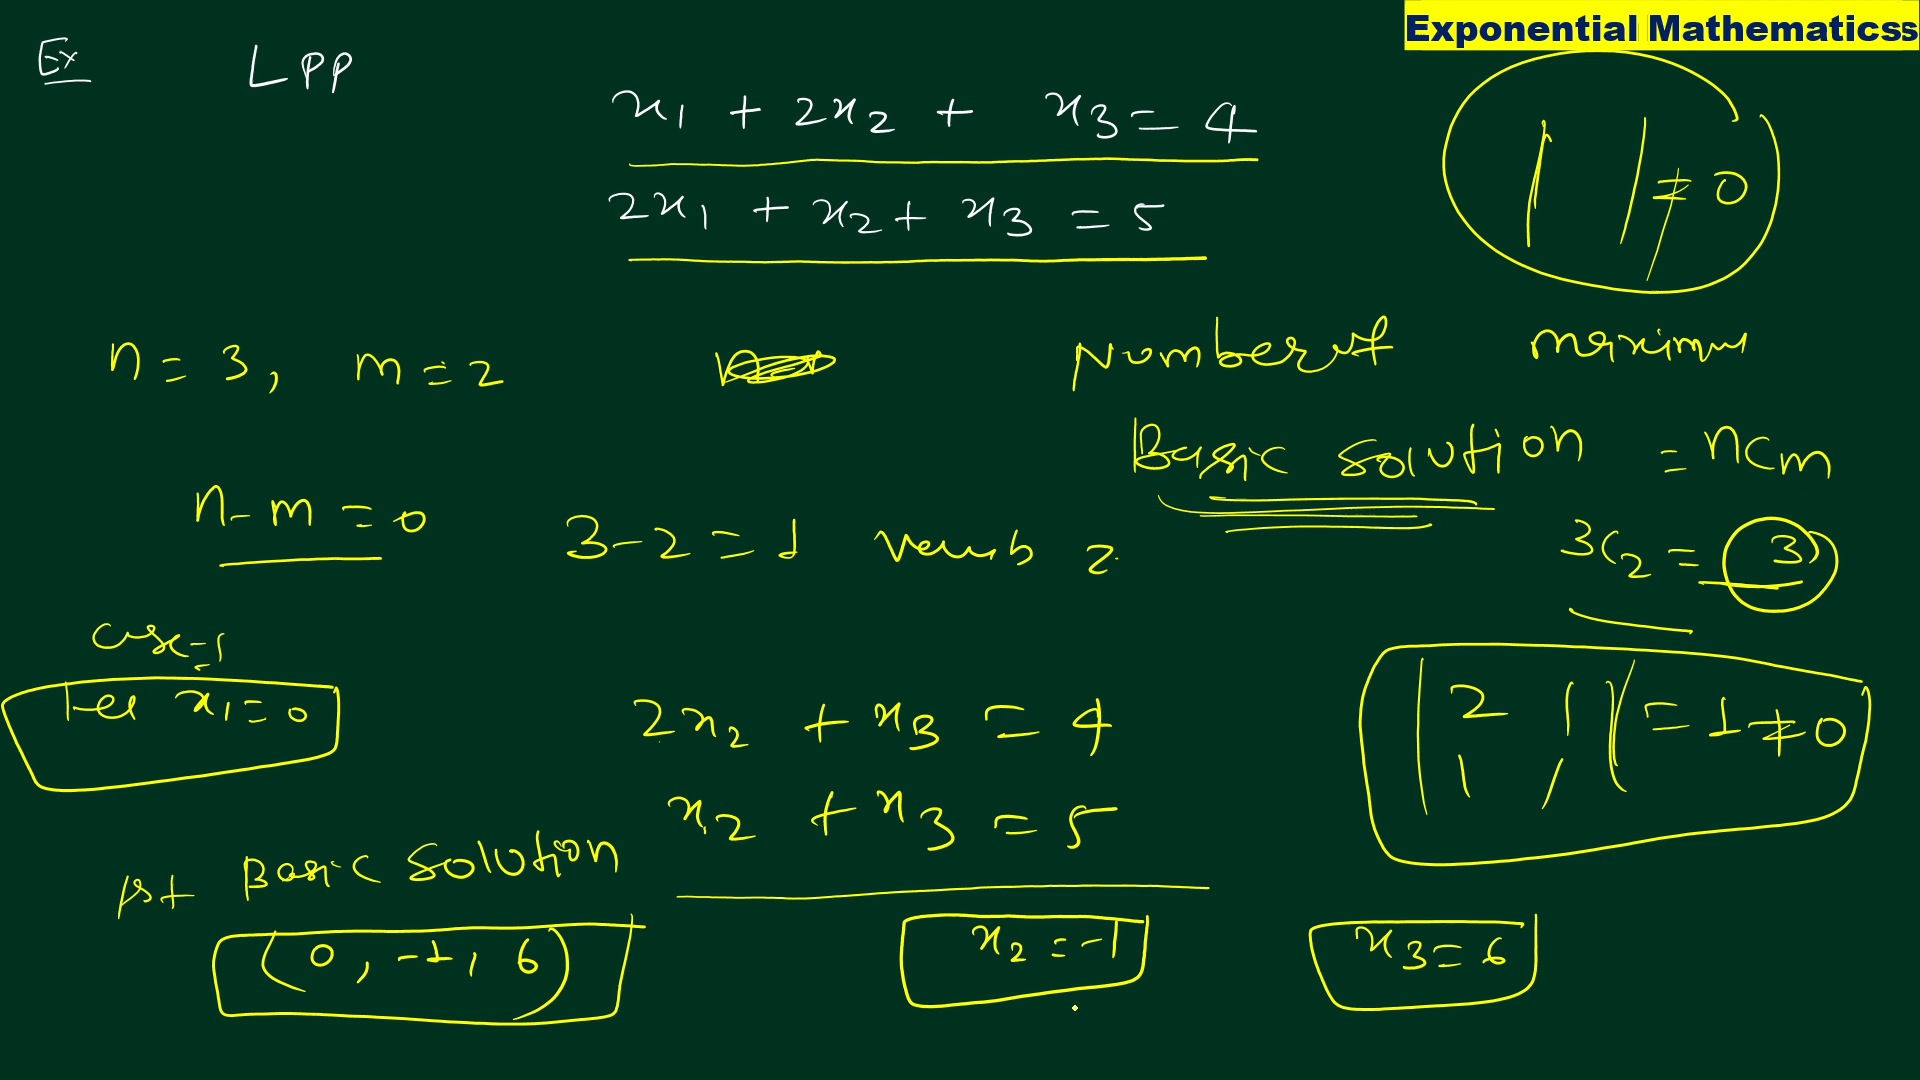 Exponential Mathematicss
Ex LPP
x1 + 2x2 + x3 = 4
2x1 + x2 + x3 = 5
| | ≠ 0
n = 3, m = 2
Number of maximum
Basic solution = nCm
n-m = 0
3-2 = 1
3C2 = 3
case-1
x1 = 0
2x2 + x3 = 4
x2 + x3 = 5
| 2 1 | = 1 ≠ 0
1 1
1st Basic solution
(0, -1, 6)
x2 = -1
x3 = 6